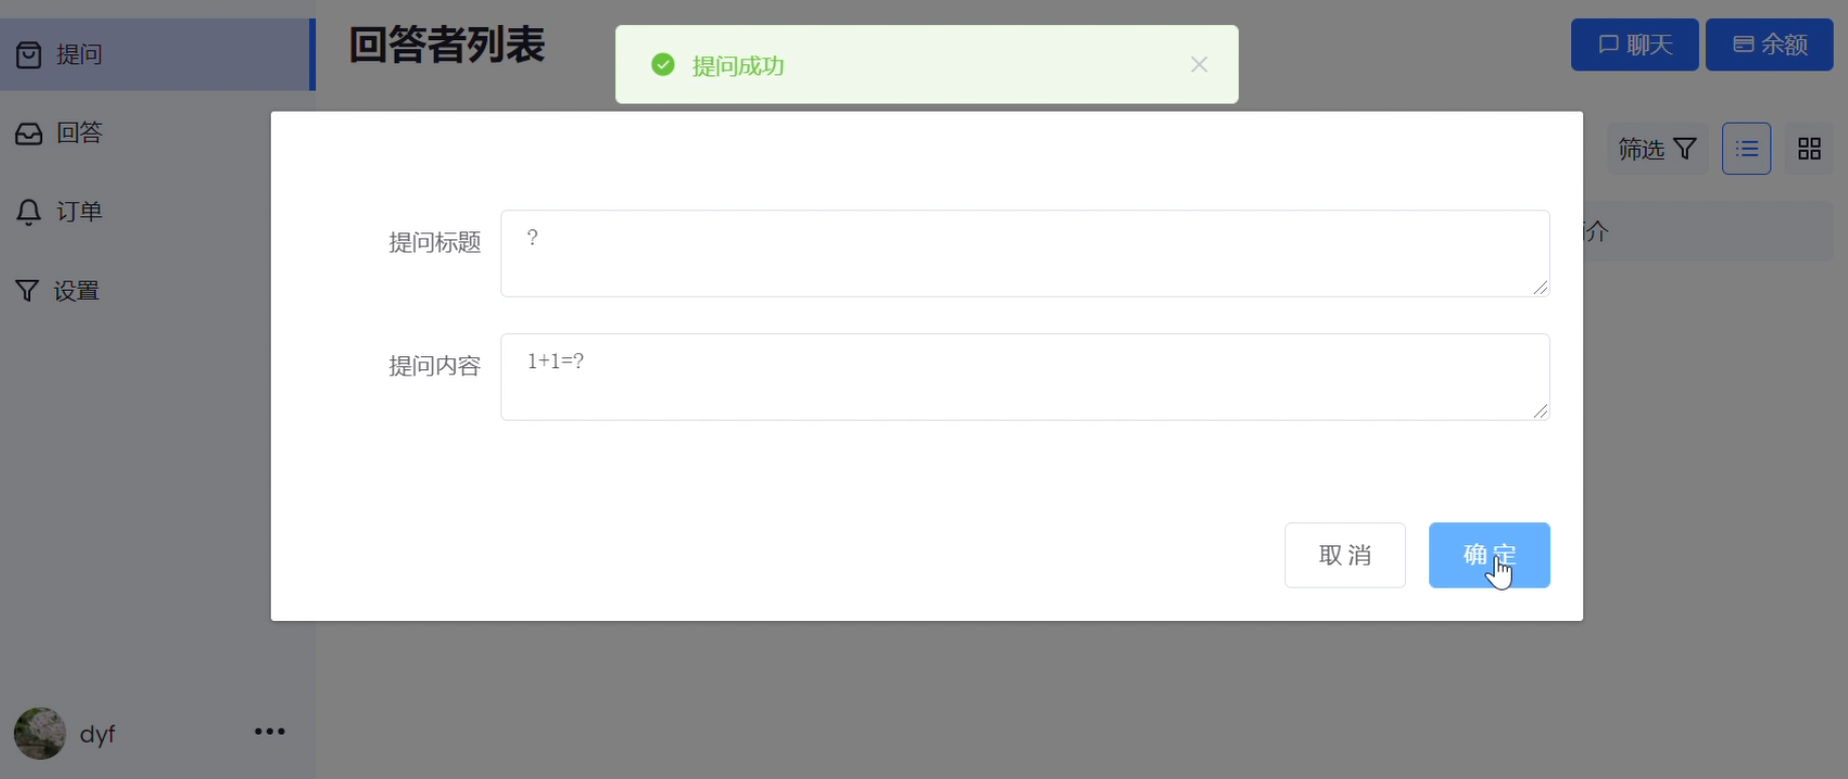 提问
回答
订单
设置
dyf
回答者列表
提问成功
聊天
余额
筛选
介
提问标题
?
提问内容
1+1=?
取消
确定